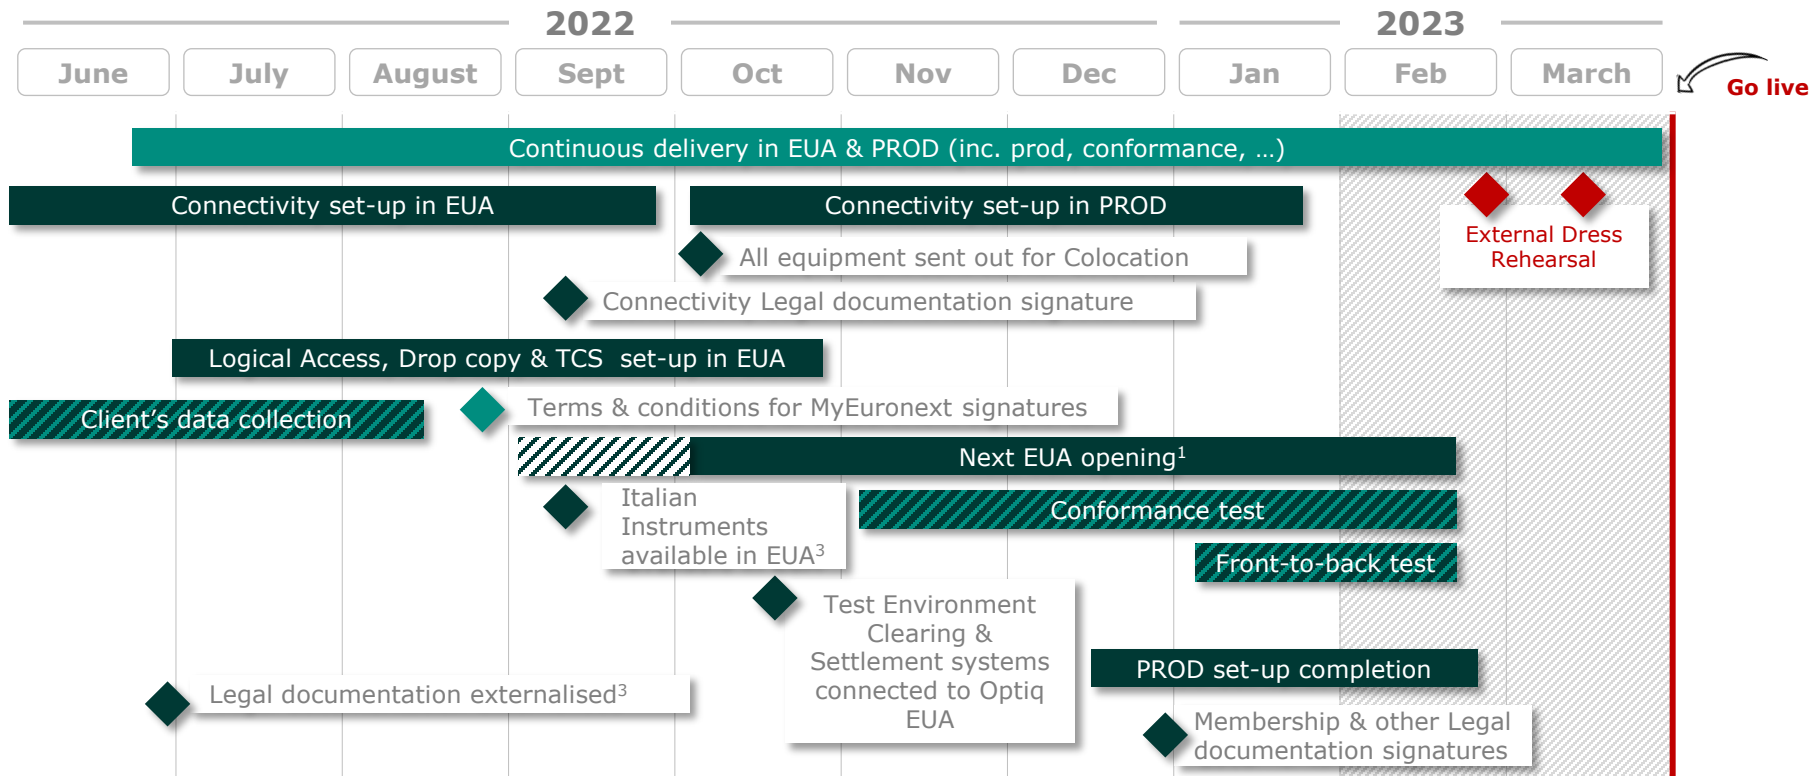 2022
2023
June
July
August
Sept
Oct
Nov
Dec
Jan
Feb
March
Go live
Continuous delivery in EUA & PROD (inc. prod, conformance, …)
Connectivity set-up in EUA
Connectivity set-up in PROD
External Dress
Rehearsal
All equipment sent out for Colocation
Connectivity Legal documentation signature
Logical Access, Drop copy & TCS set-up in EUA
Client’s data collection
Terms & conditions for MyEuronext signatures
Next EUA opening¹
Italian
Instruments
available in EUA³
Conformance test
Front-to-back test
Test Environment
Clearing &
Settlement systems
connected to Optiq
EUA
PROD set-up completion
Legal documentation externalised³
Membership & other Legal
documentation signatures